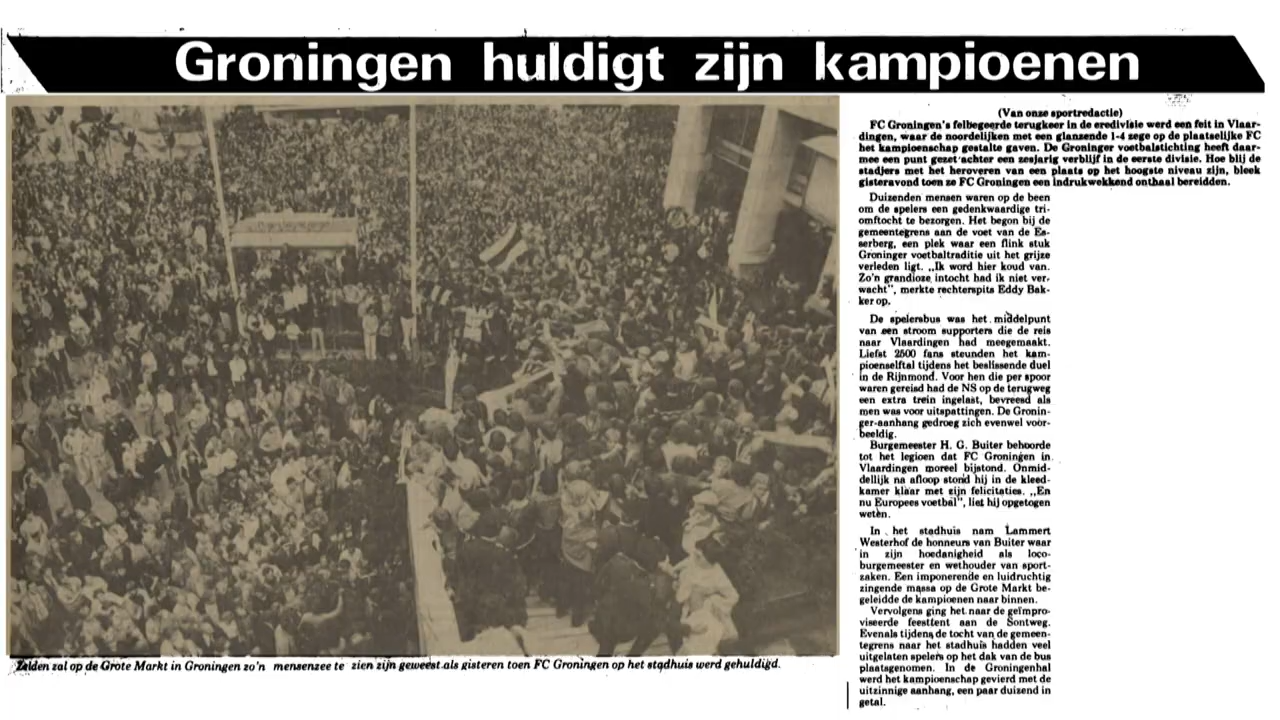 Groningen huldigt zijn kampioenen
(Van onze sportredactie)
FC Groningen's felbegeerde terugkeer in de eredivisie werd een feit in Vlaar-
dingen, waar de noordelijken met een glanzende 1-4 zege op de plaatselijke FC
het kampioenschap gestalte gaven. De Groninger voetbalstichting heeft daar-
mee een punt gezet achter een zesjarig verblijf in de eerste divisie. Hoe blij de
stadjers met het heroveren van een plaats op het hoogste niveau zijn, bleek
gisteravond toen ze FC Groningen een indrukwekkend onthaal bereidden.
Duizenden mensen waren op de been
om de spelers een gedenkwaardige tri-
omftocht te bezorgen. Het begon bij de
gemeentegrens aan de voet van de Es-
serberg, een plek waar een flink stuk
Groninger voetbaltraditie uit het grijze
verleden ligt. „Ik word hier koud van.
Zo'n grandioze intocht had ik niet ver-
wacht", merkte rechterspits Eddy Bak-
ker op.
De spelersbus was het middelpunt
van een stroom supporters die de reis
naar Vlaardingen had meegemaakt.
Liefst 2500 fans steunden het kam-
pioenselftal tijdens het beslissende duel
in de Rijnmond. Voor hen die per spoor
waren gereisd had de NS op de terugweg
een extra trein ingelast, bevreesd als
men was voor uitspattingen. De Gronin-
ger-aanhang gedroeg zich evenwel voor-
beeldig.
Burgemeester H. G. Buiter behoorde
tot het legioen dat FC Groningen in
Vlaardingen moreel bijstond. Onmid-
dellijk na afloop stond hij in de kleed-
kamer klaar met zijn felicitaties. „En
nu Europees voetbal", liet hij opgetogen
weten.
In het stadhuis nam Lammert
Westerhof de honneurs van Buiter waar
in zijn hoedanigheid als loco-
burgemeester en wethouder van sport-
zaken. Een imponerende en luidruchtig
zingende massa op de Grote Markt be-
geleidde de kampioenen naar binnen.
Vervolgens ging het naar de geïmpro-
viseerde feesttent aan de Sontweg.
Evenals tijdens de tocht van de gemeen-
tegrens naar het stadhuis hadden veel
uitgelaten spelers op het dak van de bus
plaatsgenomen. In de Groningenhal
werd het kampioenschap gevierd met de
uitzinnige aanhang, een paar duizend in
getal.
Zelden zal op de Grote Markt in Groningen zo'n mensenzee te zien zijn geweest als gisteren toen FC Groningen op het stadhuis werd gehuldigd.